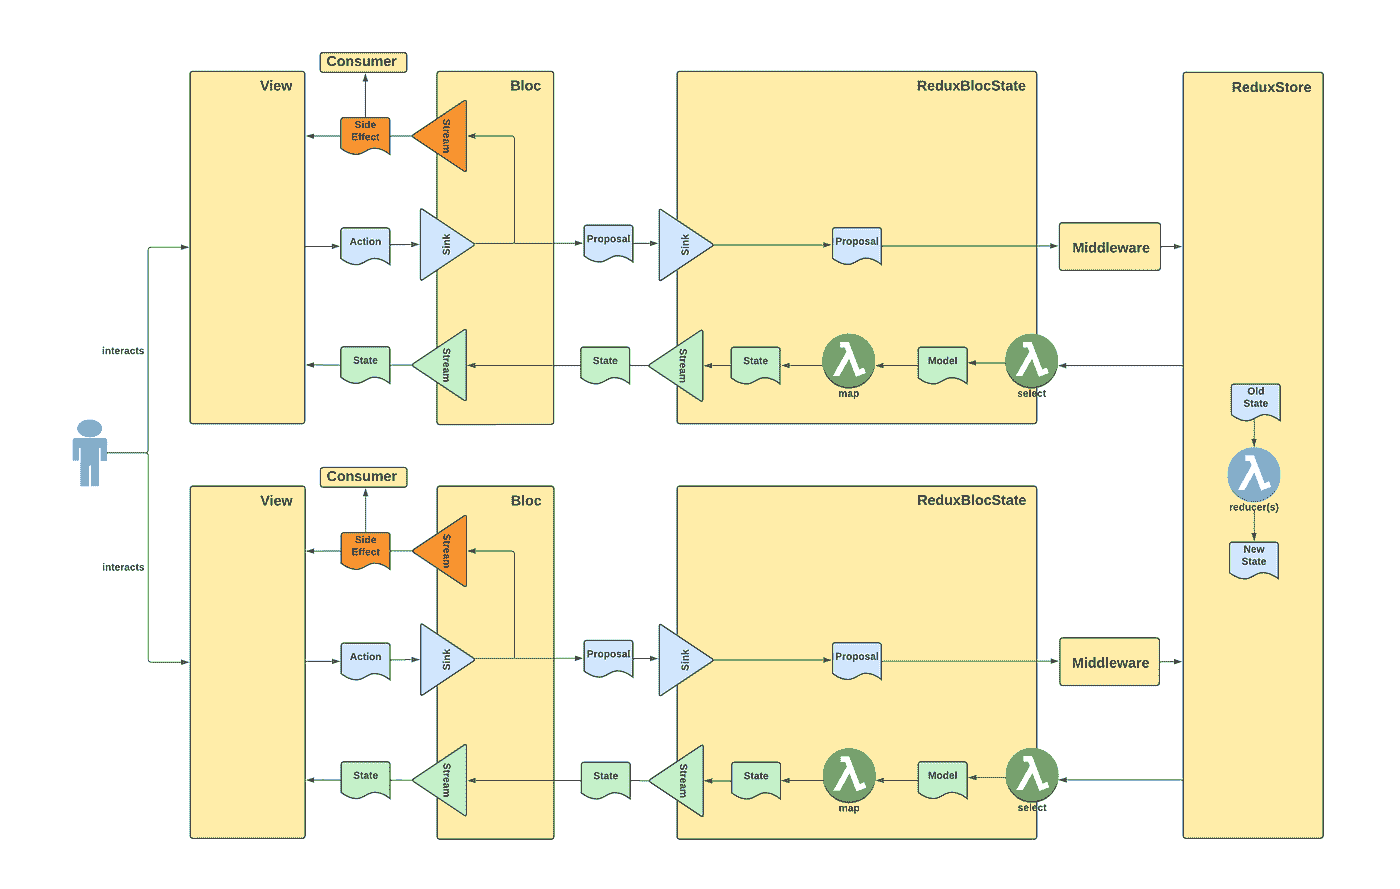 Consumer
View
Bloc
ReduxBlocState
ReduxStore
Side
Effect
Stream
Action
Sink
Proposal
Sink
Proposal
Middleware
interacts
State
Stream
State
Stream
State
map
Model
select
Old
State
reducer(s)
New
State
Consumer
View
Bloc
ReduxBlocState
Side
Effect
Stream
interacts
Action
Sink
Proposal
Sink
Proposal
Middleware
State
Stream
State
Stream
State
map
Model
select